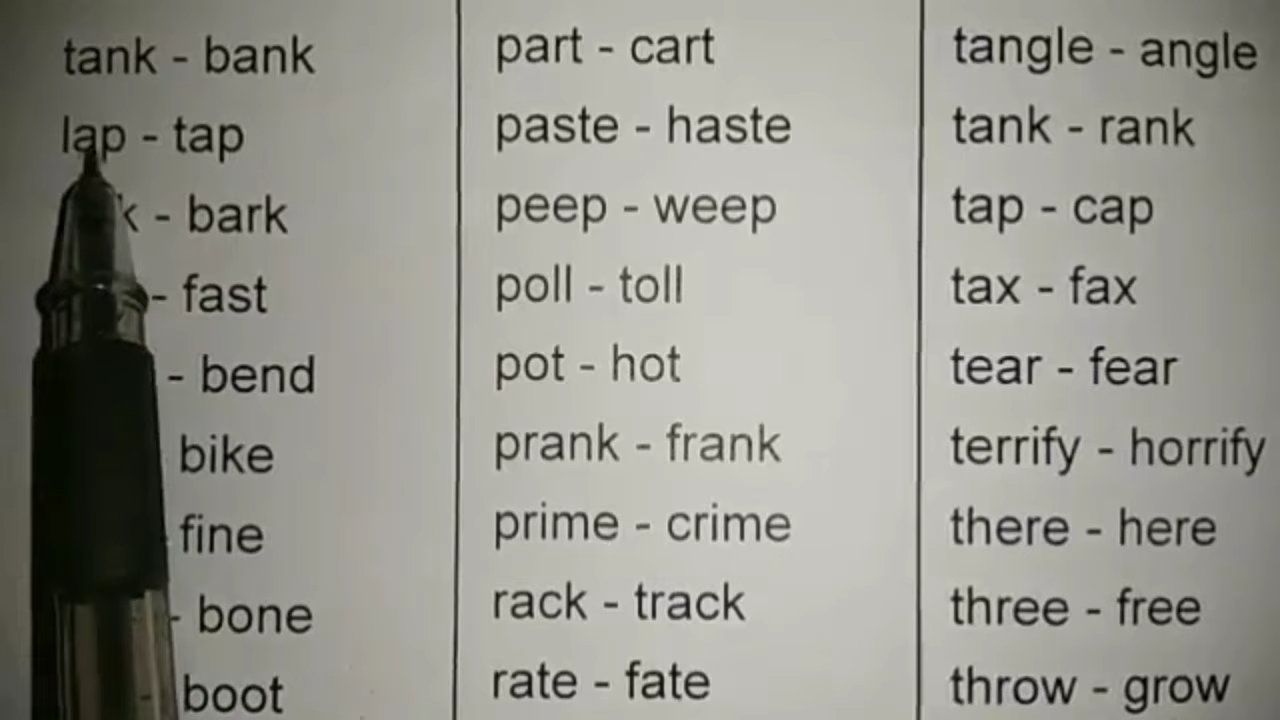 tank - bank
lap - tap
k - bark
- fast
- bend
bike
fine
- bone
- boot
part - cart
paste - haste
peep - weep
poll - toll
pot - hot
prank - frank
prime - crime
rack - track
rate - fate
tangle - angle
tank - rank
tap - cap
tax - fax
tear - fear
terrify - horrify
there - here
three - free
throw - grow